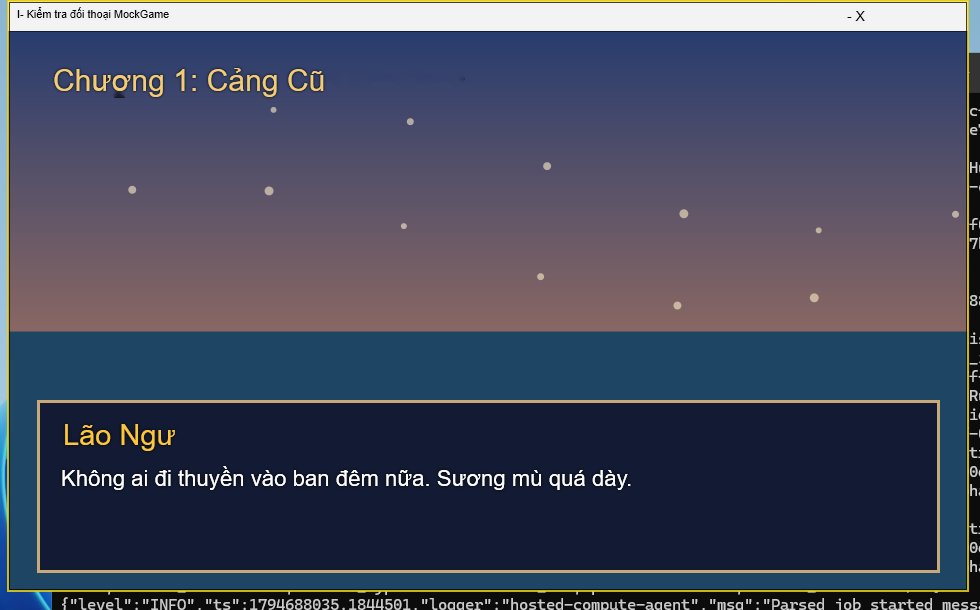 I- Kiểm tra đối thoại MockGame
- X
Chương 1: Cảng Cũ
Lão Ngư
Không ai đi thuyền vào ban đêm nữa. Sương mù quá dày.
{"level":"INFO","ts":1794688035.1844501,"logger":"hosted-compute-agent","msg":"Parsed job started mes